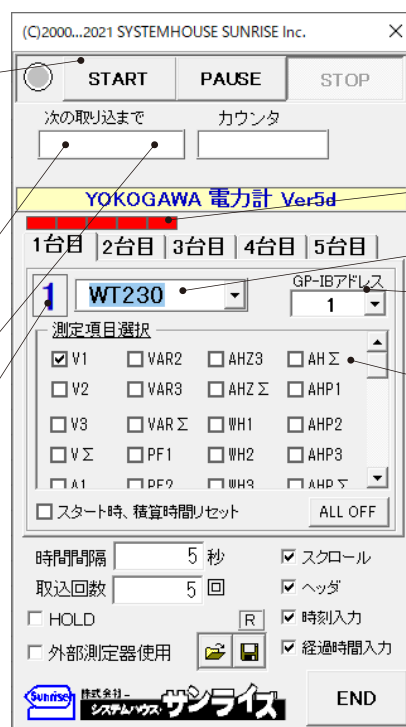 (C)2000...2021 SYSTEMHOUSE SUNRISE Inc. ×
START PAUSE STOP
次の取り込まで カウンタ
YOKOGAWA 電力計 Ver5d
1台目 2台目 3台目 4台目 5台目
1 WT230 GP-IBアドレス
1
測定項目選択
V1 VAR2 AHZ3 AHΣ
V2 VAR3 AHZΣ AHP1
V3 VARΣ WH1 AHP2
VΣ PF1 WH2 AHP3
A1 PF2 WH3 AHPΣ
スタート時、積算時間リセット ALL OFF
時間間隔 5 秒 スクロール
取込回数 5 回 ヘッダ
HOLD R 時刻入力
外部測定器使用 経過時間入力
Sunrise 株式会社 システムハウス サンライズ END